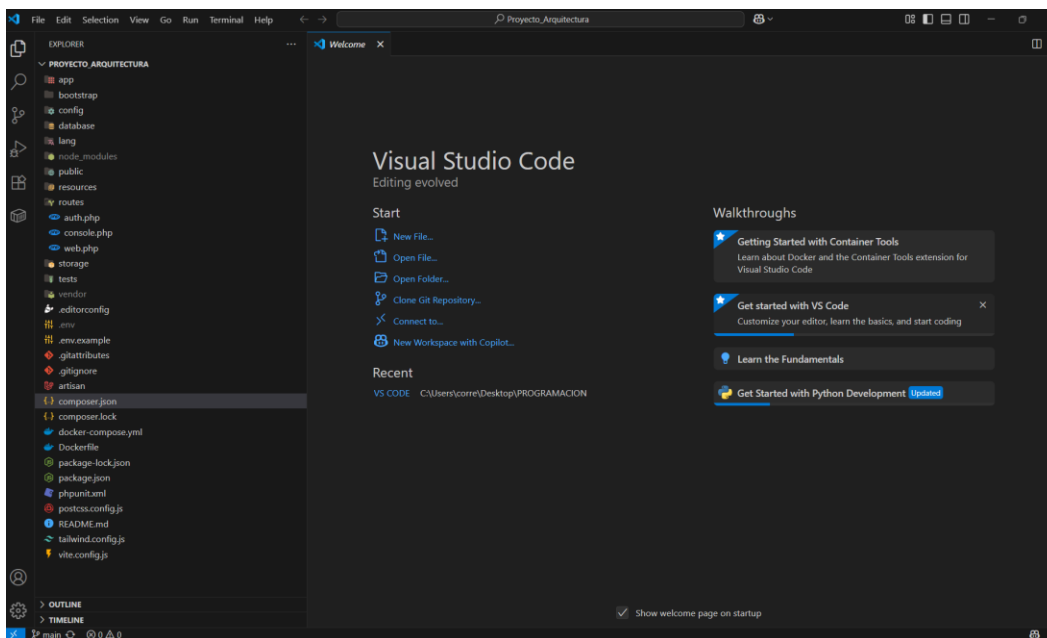 File Edit Selection View Go Run Terminal Help
Proyecto_Arquitectura
EXPLORER
PROYECTO_ARQUITECTURA
app
bootstrap
config
database
lang
node_modules
public
resources
routes
auth.php
console.php
web.php
storage
tests
vendor
.editorconfig
.env
.env.example
.gitattributes
.gitignore
artisan
composer.json
composer.lock
docker-compose.yml
Dockerfile
package-lock.json
package.json
phpunit.xml
postcss.config.js
README.md
tailwind.config.js
vite.config.js
OUTLINE
TIMELINE
main 0 0
Welcome
Visual Studio Code
Editing evolved
Start
New File...
Open File...
Open Folder...
Clone Git Repository...
Connect to...
New Workspace with Copilot...
Recent
VS CODE C:\Users\corre\Desktop\PROGRAMACION
Walkthroughs
Getting Started with Container Tools
Learn about Docker and the Container Tools extension for
Visual Studio Code
Get started with VS Code
Customize your editor, learn the basics, and start coding
Learn the Fundamentals
Get Started with Python Development Updated
Show welcome page on startup